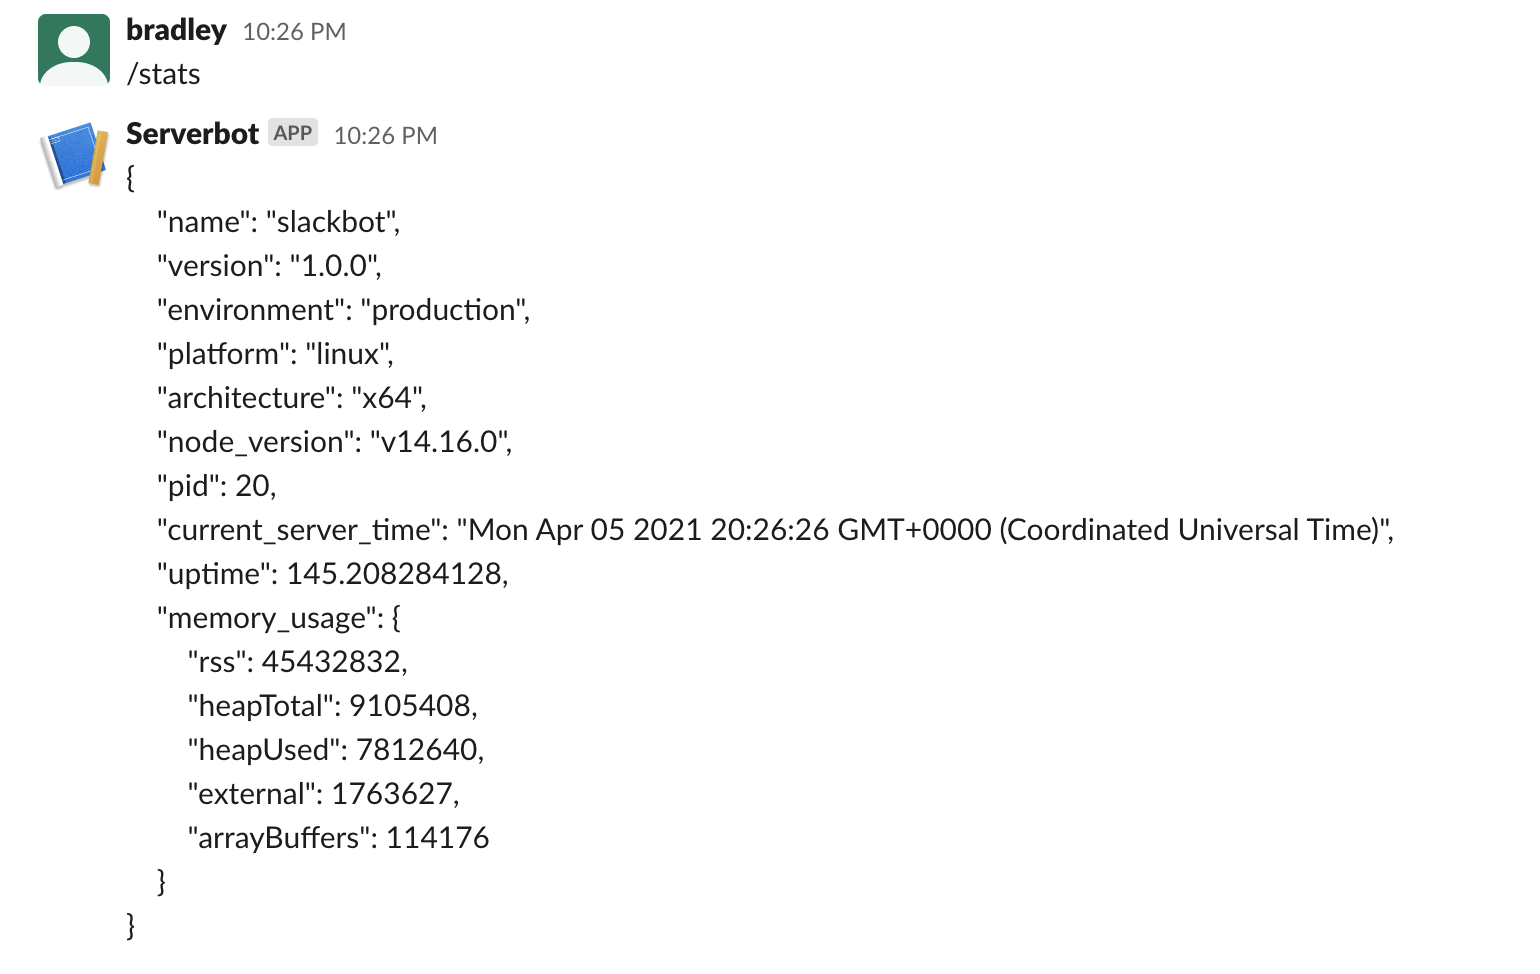 bradley 10:26 PM
/stats
Serverbot APP 10:26 PM
{
"name": "slackbot",
"version": "1.0.0",
"environment": "production",
"platform": "linux",
"architecture": "x64",
"node_version": "v14.16.0",
"pid": 20,
"current_server_time": "Mon Apr 05 2021 20:26:26 GMT+0000 (Coordinated Universal Time)",
"uptime": 145.208284128,
"memory_usage": {
"rss": 45432832,
"heapTotal": 9105408,
"heapUsed": 7812640,
"external": 1763627,
"arrayBuffers": 114176
}
}